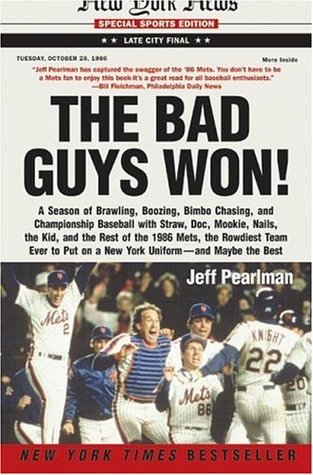 New York News
SPECIAL SPORTS EDITION
★ LATE CITY FINAL ★
TUESDAY, OCTOBER 28, 1986
More Inside
"Jeff Pearlman has captured the swagger of the '86 Mets. You don't have to be
a Mets fan to enjoy this book-it's a great read for all baseball enthusiasts."
—Bill Fleichman, Philadelphia Daily News
THE BAD
GUYS WON!
A Season of Brawling, Boozing, Bimbo Chasing, and
Championship Baseball with Straw, Doc, Mookie, Nails,
the Kid, and the Rest of the 1986 Mets, the Rowdiest Team
Ever to Put on a New York Uniform—and Maybe the Best
Jeff Pearlman
Mets
2
Mets
86
KNIGHT
22
NEW YORK TIMES BESTSELLER